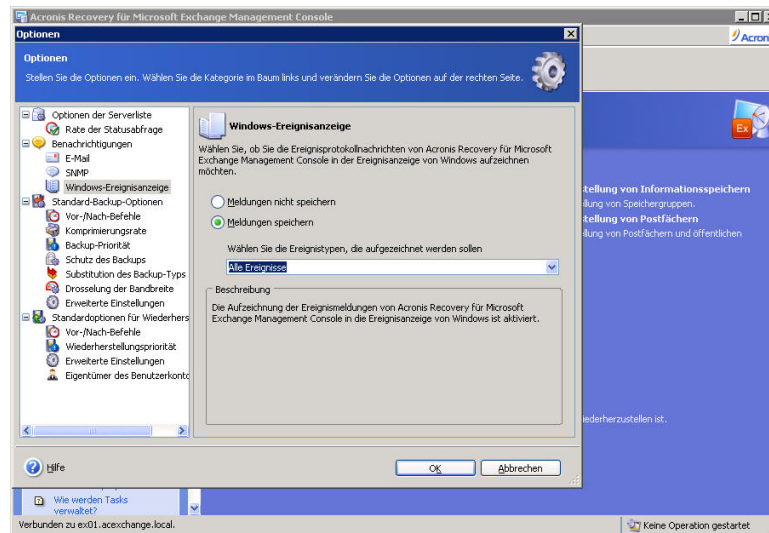 Acronis Recovery für Microsoft Exchange Management Console
Optionen
Acron
Optionen
Stellen Sie die Optionen ein. Wählen Sie die Kategorie im Baum links und verändern Sie die Optionen auf der rechten Seite.
Optionen der Serverliste
Rate der Statusabfrage
Benachrichtigungen
E-Mail
SNMP
Windows-Ereignisanzeige
Standard-Backup-Optionen
Vor-/Nach-Befehle
Komprimierungsrate
Backup-Priorität
Schutz des Backups
Substitution des Backup-Typs
Drosselung der Bandbreite
Erweiterte Einstellungen
Standardoptionen für Wiederhers
Vor-/Nach-Befehle
Wiederherstellungspriorität
Erweiterte Einstellungen
Eigentümer des Benutzerkonto
Windows-Ereignisanzeige
Wählen Sie, ob Sie die Ereignisprotokollnachrichten von Acronis Recovery für Microsoft
Exchange Management Console in der Ereignisanzeige von Windows aufzeichnen
möchten.
Meldungen nicht speichern
Meldungen speichern
Wählen Sie die Ereignistypen, die aufgezeichnet werden sollen
Alle Ereignisse
Beschreibung
Die Aufzeichnung der Ereignismeldungen von Acronis Recovery für Microsoft
Exchange Management Console in die Ereignisanzeige von Windows ist aktiviert.
Ex
tellung von Informationsspeichern
llung von Speichergruppen.
tellung von Postfächern
llung von Postfächern und öffentlichen
iederherzustellen ist.
Hilfe
OK
Abbrechen
Wie werden Tasks
verwaltet?
Verbunden zu ex01.acexchange.local.
Keine Operation gestartet